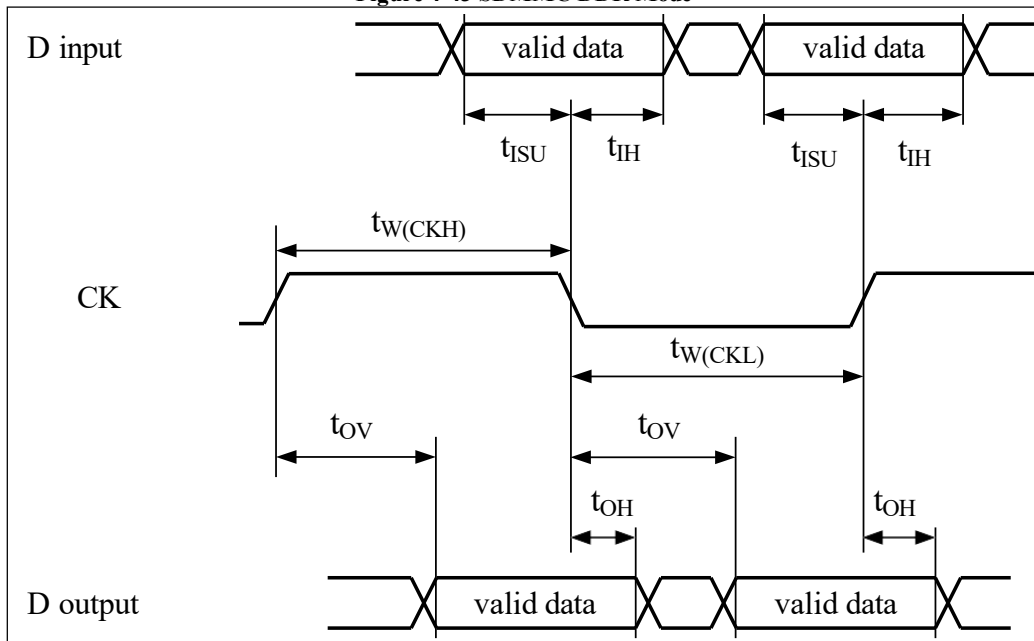 D input
valid data
valid data
tISU
tIH
tISU
tIH
tW(CKH)
CK
tW(CKL)
tOV
tOV
tOH
tOH
D output
valid data
valid data